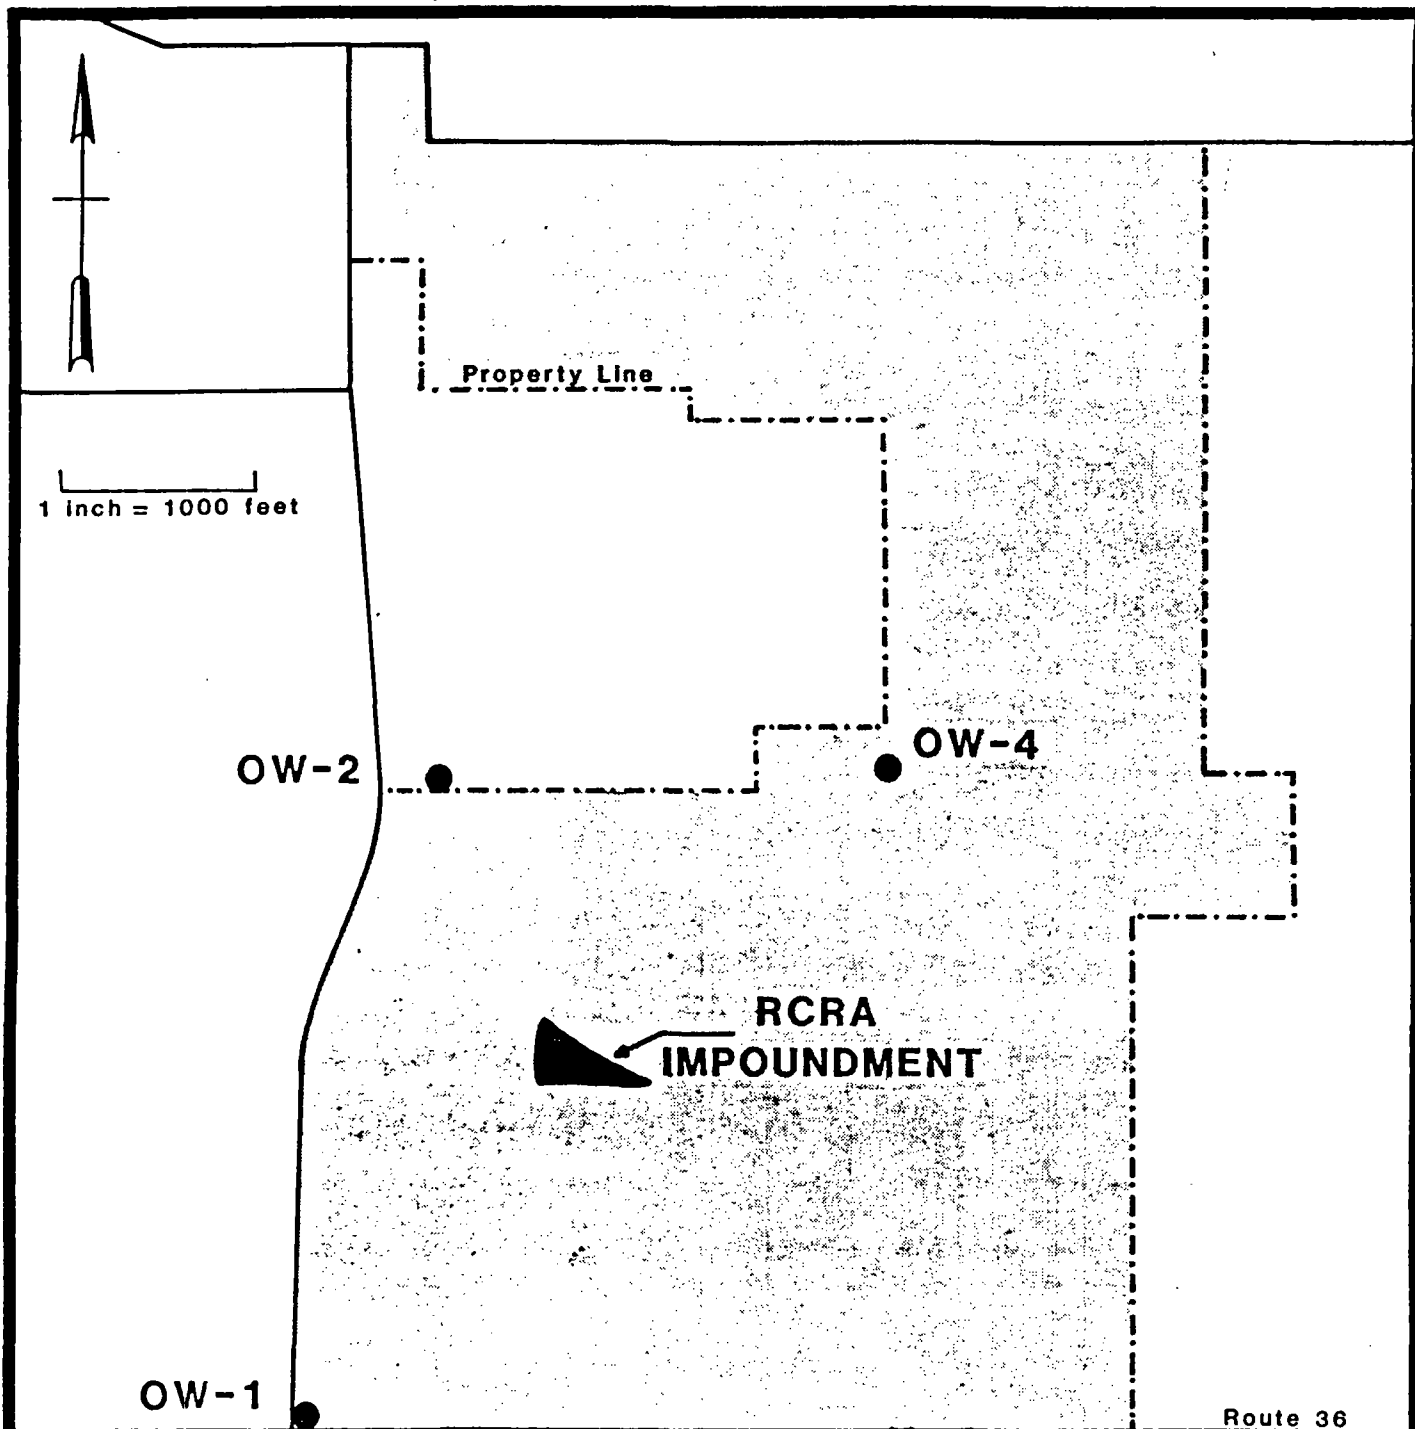 Property Line
1 inch = 1000 feet
OW-4
OW-2
RCRA
IMPOUNDMENT
OW-1
Route 36